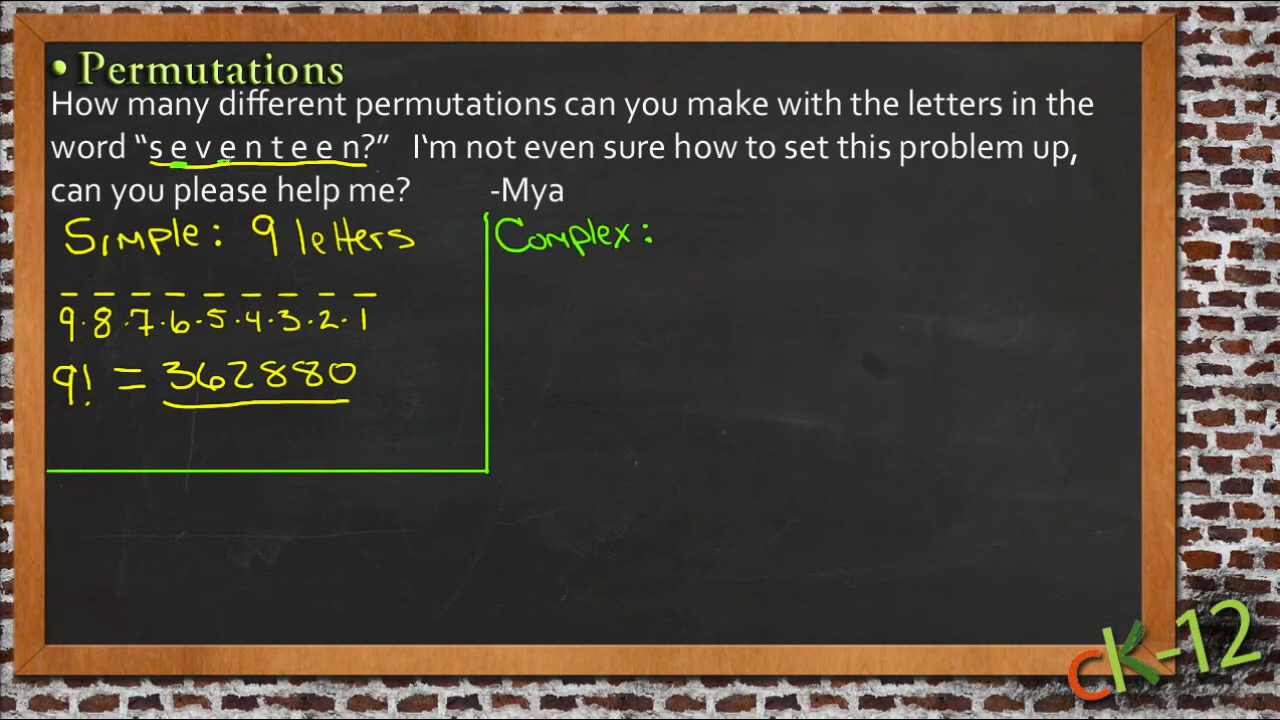 • Permutations
How many different permutations can you make with the letters in the
word “s e v e n t e e n?” I'm not even sure how to set this problem up,
can you please help me? -Mya
Simple: 9 letters
Complex:
_ _ _ _ _ _ _ _ _
9·8·7·6·5·4·3·2·1
9! = 362880
CK-12